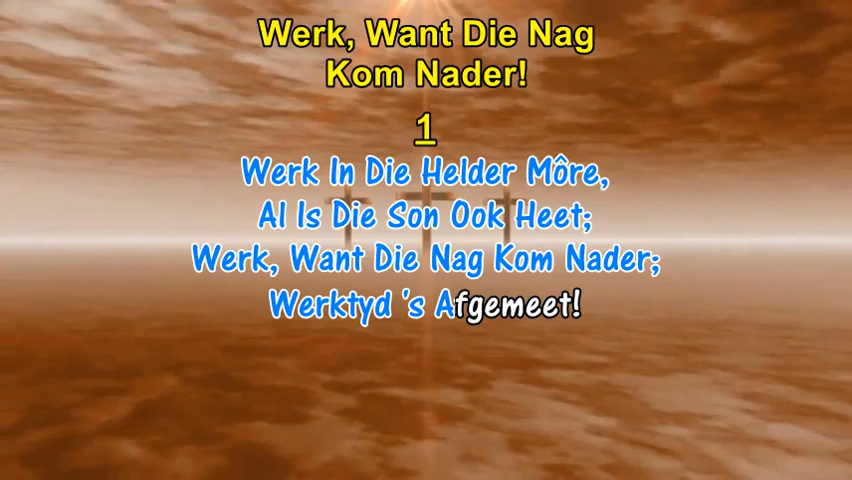 Werk, Want Die Nag
Kom Nader!
1
Werk In Die Helder Môre,
Al Is Die Son Ook Heet;
Werk, Want Die Nag Kom Nader;
Werktyd 's Afgemeet!